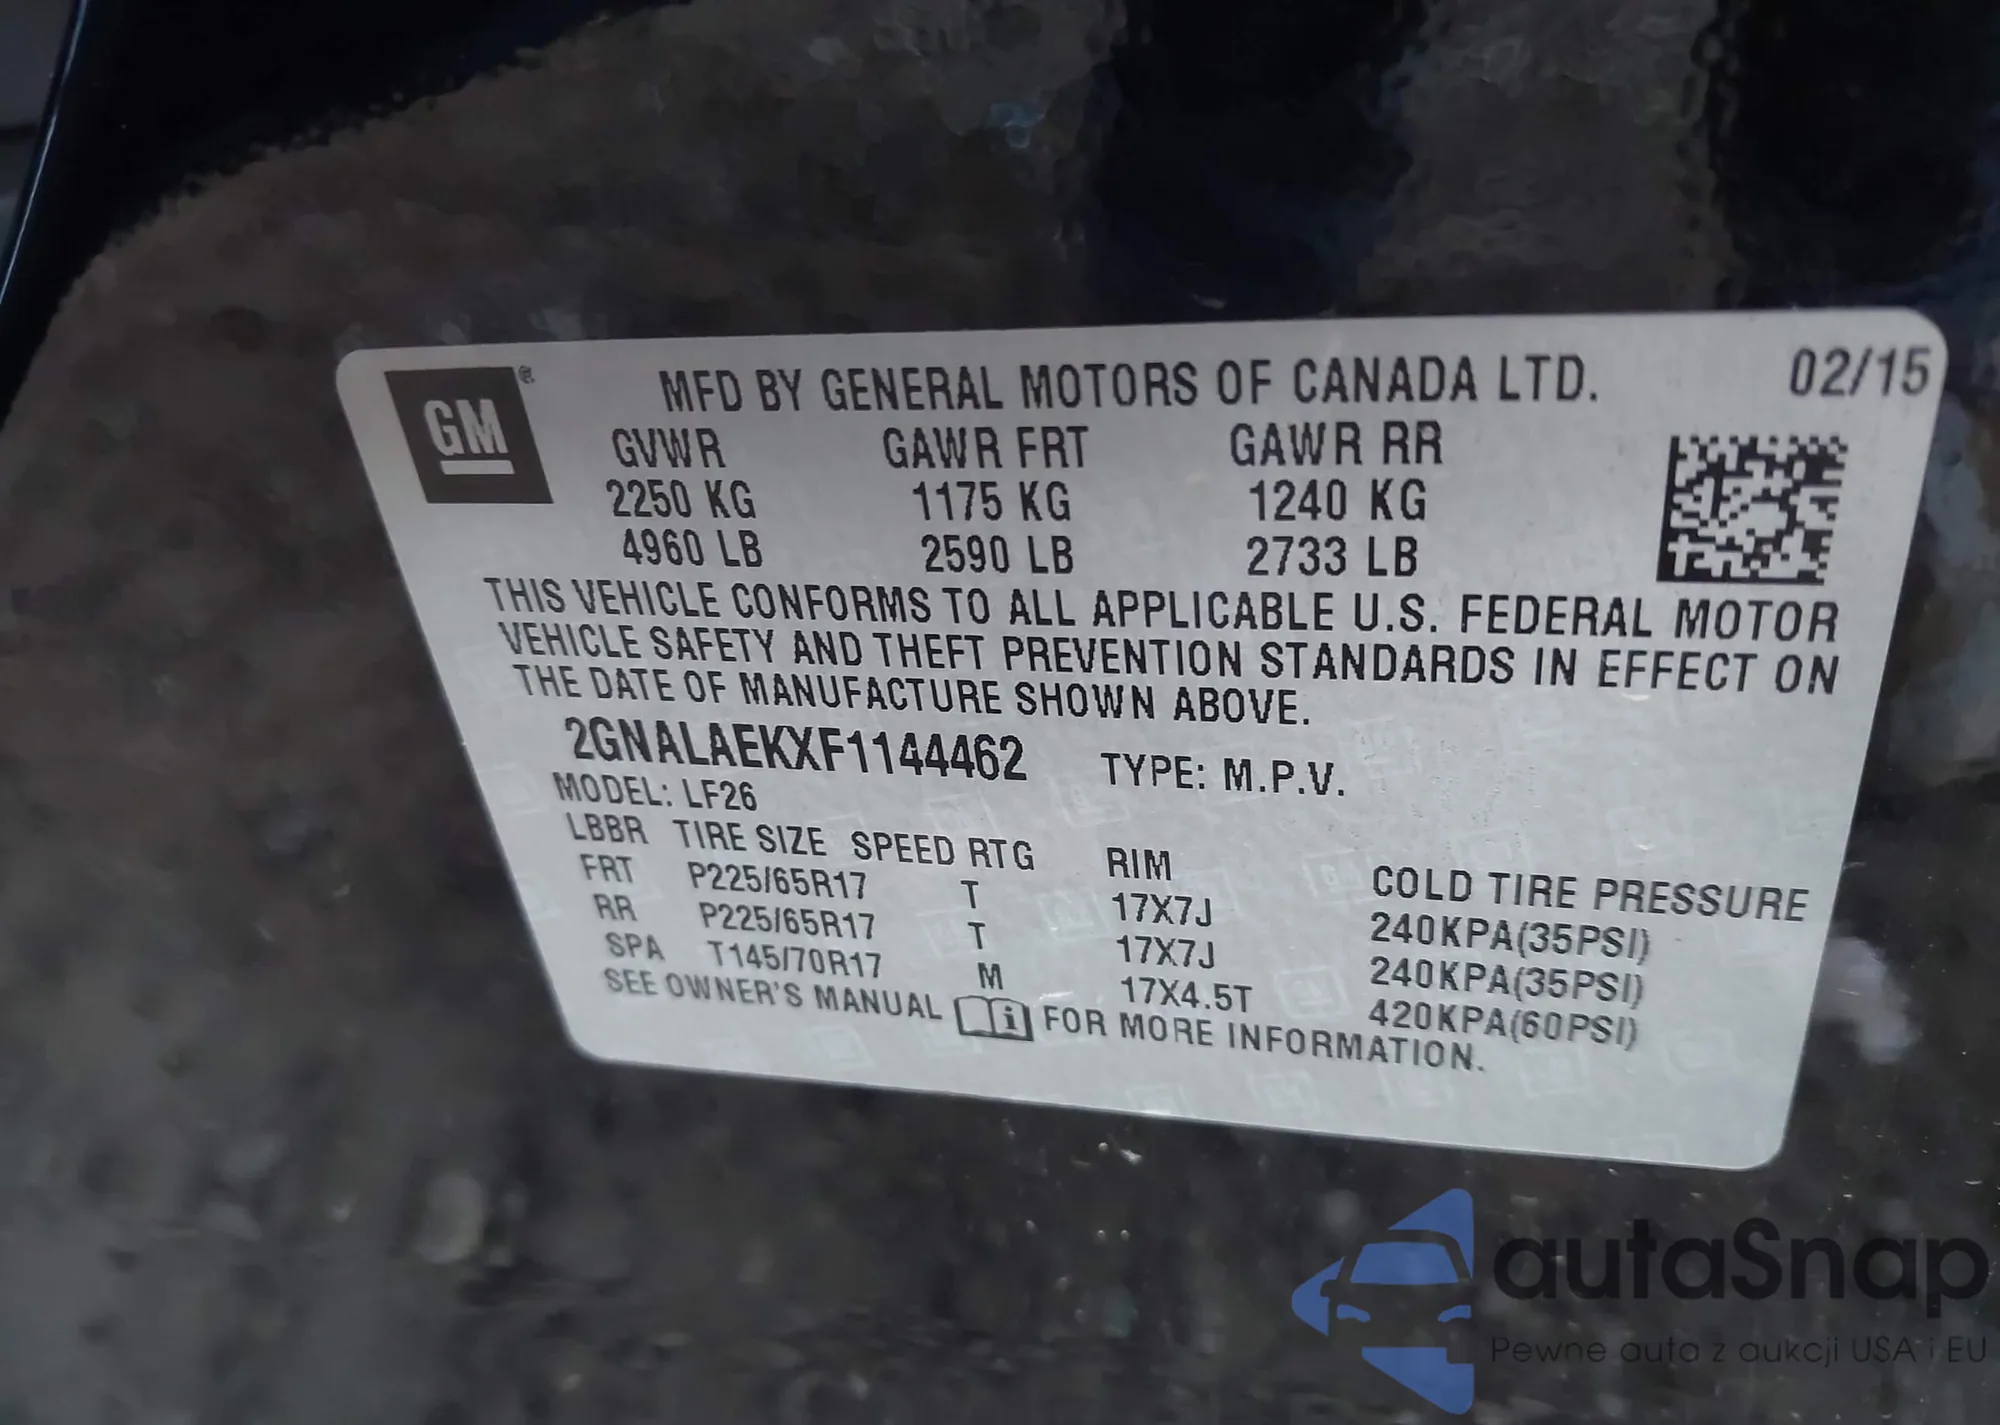 GM®
MFD BY GENERAL MOTORS OF CANADA LTD. 02/15
GVWR GAWR FRT GAWR RR
2250 KG 1175 KG 1240 KG
4960 LB 2590 LB 2733 LB
THIS VEHICLE CONFORMS TO ALL APPLICABLE U.S. FEDERAL MOTOR
VEHICLE SAFETY AND THEFT PREVENTION STANDARDS IN EFFECT ON
THE DATE OF MANUFACTURE SHOWN ABOVE.
2GNALAEKXF1144462 TYPE: M.P.V.
MODEL: LF26
LBBR TIRE SIZE SPEED RTG RIM COLD TIRE PRESSURE
FRT P225/65R17 T 17X7J 240KPA(35PSI)
RR P225/65R17 T 17X7J 240KPA(35PSI)
SPA T145/70R17 M 17X4.5T 420KPA(60PSI)
SEE OWNER'S MANUAL i FOR MORE INFORMATION.
autaSnap
Pewne auta z aukcji USA i EU